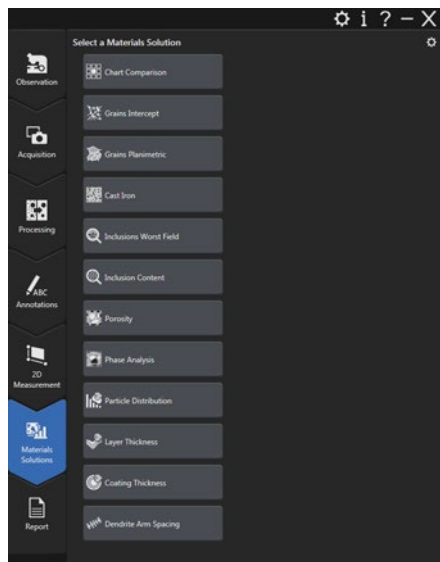 i ? – X
Select a Materials Solution
Observation
Acquisition
Processing
ABC
Annotations
2D
Measurement
Materials
Solutions
Report
Chart Comparison
Grains Intercept
Grains Planimetric
Cast Iron
Inclusions Worst Field
Inclusion Content
Porosity
Phase Analysis
Particle Distribution
Layer Thickness
Coating Thickness
Dendrite Arm Spacing